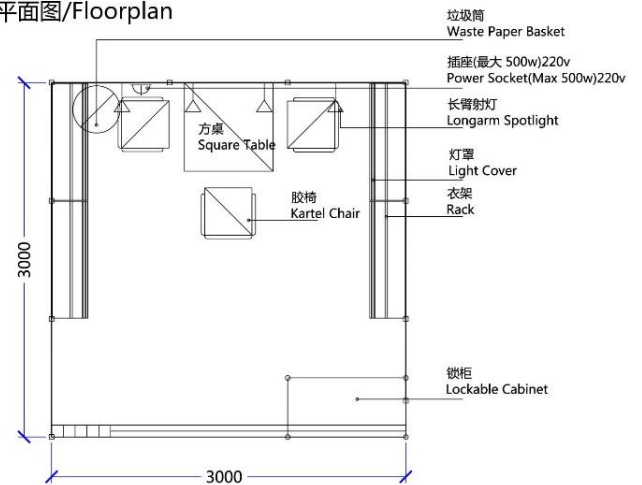 平面图/Floorplan
垃圾筒
Waste Paper Basket
插座(最大 500w)220v
Power Socket(Max 500w)220v
长臂射灯
Longarm Spotlight
方桌
Square Table
灯罩
Light Cover
衣架
Rack
胶椅
Kartel Chair
3000
锁柜
Lockable Cabinet
3000